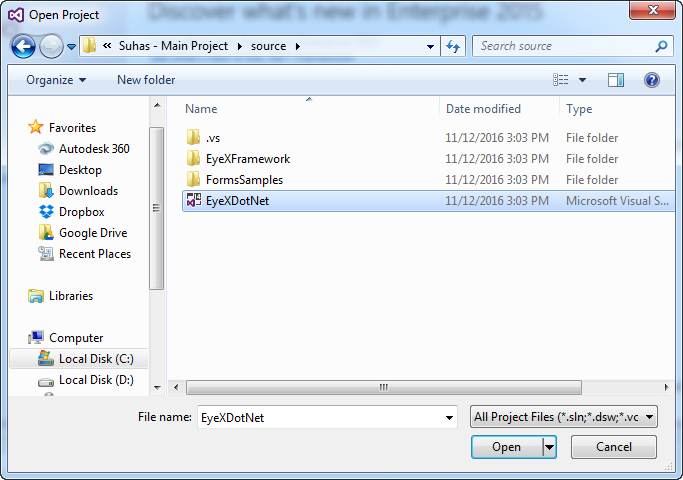 Open Project
Discover what's new in Enterprise 2015
« Suhas - Main Project ▸ source ▸
Search source
Organize
New folder
Name
Date modified
Type
Favorites
Autodesk 360
Desktop
Downloads
Dropbox
Google Drive
Recent Places
Libraries
Computer
Local Disk (C:)
Local Disk (D:)
.vs 11/12/2016 3:03 PM File folder
EyeXFramework 11/12/2016 3:03 PM File folder
FormsSamples 11/12/2016 3:03 PM File folder
EyeXDotNet 11/12/2016 3:03 PM Microsoft Visual S...
File name: EyeXDotNet
All Project Files (*.sln;*.dsw;*.vc
Open
Cancel